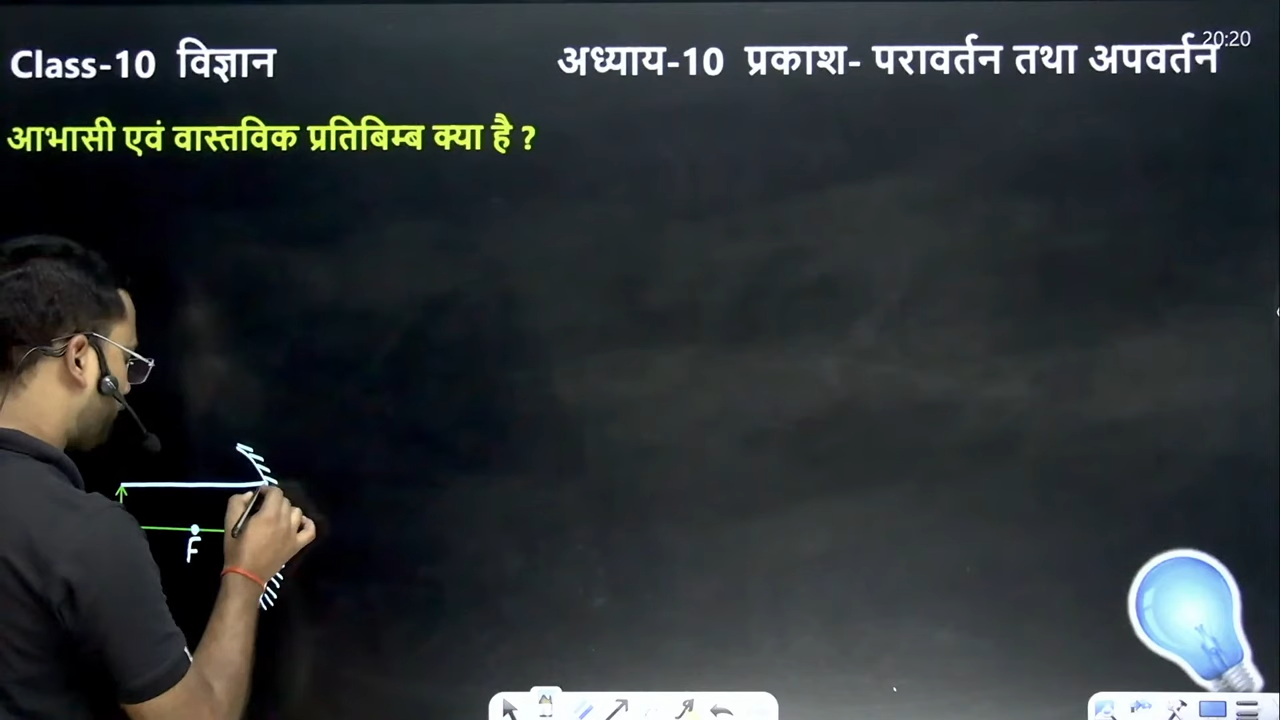 20:20
Class-10 विज्ञान अध्याय-10 प्रकाश- परावर्तन तथा अपवर्तन
आभासी एवं वास्तविक प्रतिबिम्ब क्या है ?
F